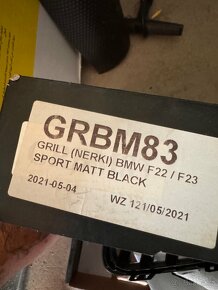 GRBM83
GRILL (NERKI) BMW F22 / F23
SPORT MATT BLACK
2021-05-04 WZ 121/05/2021